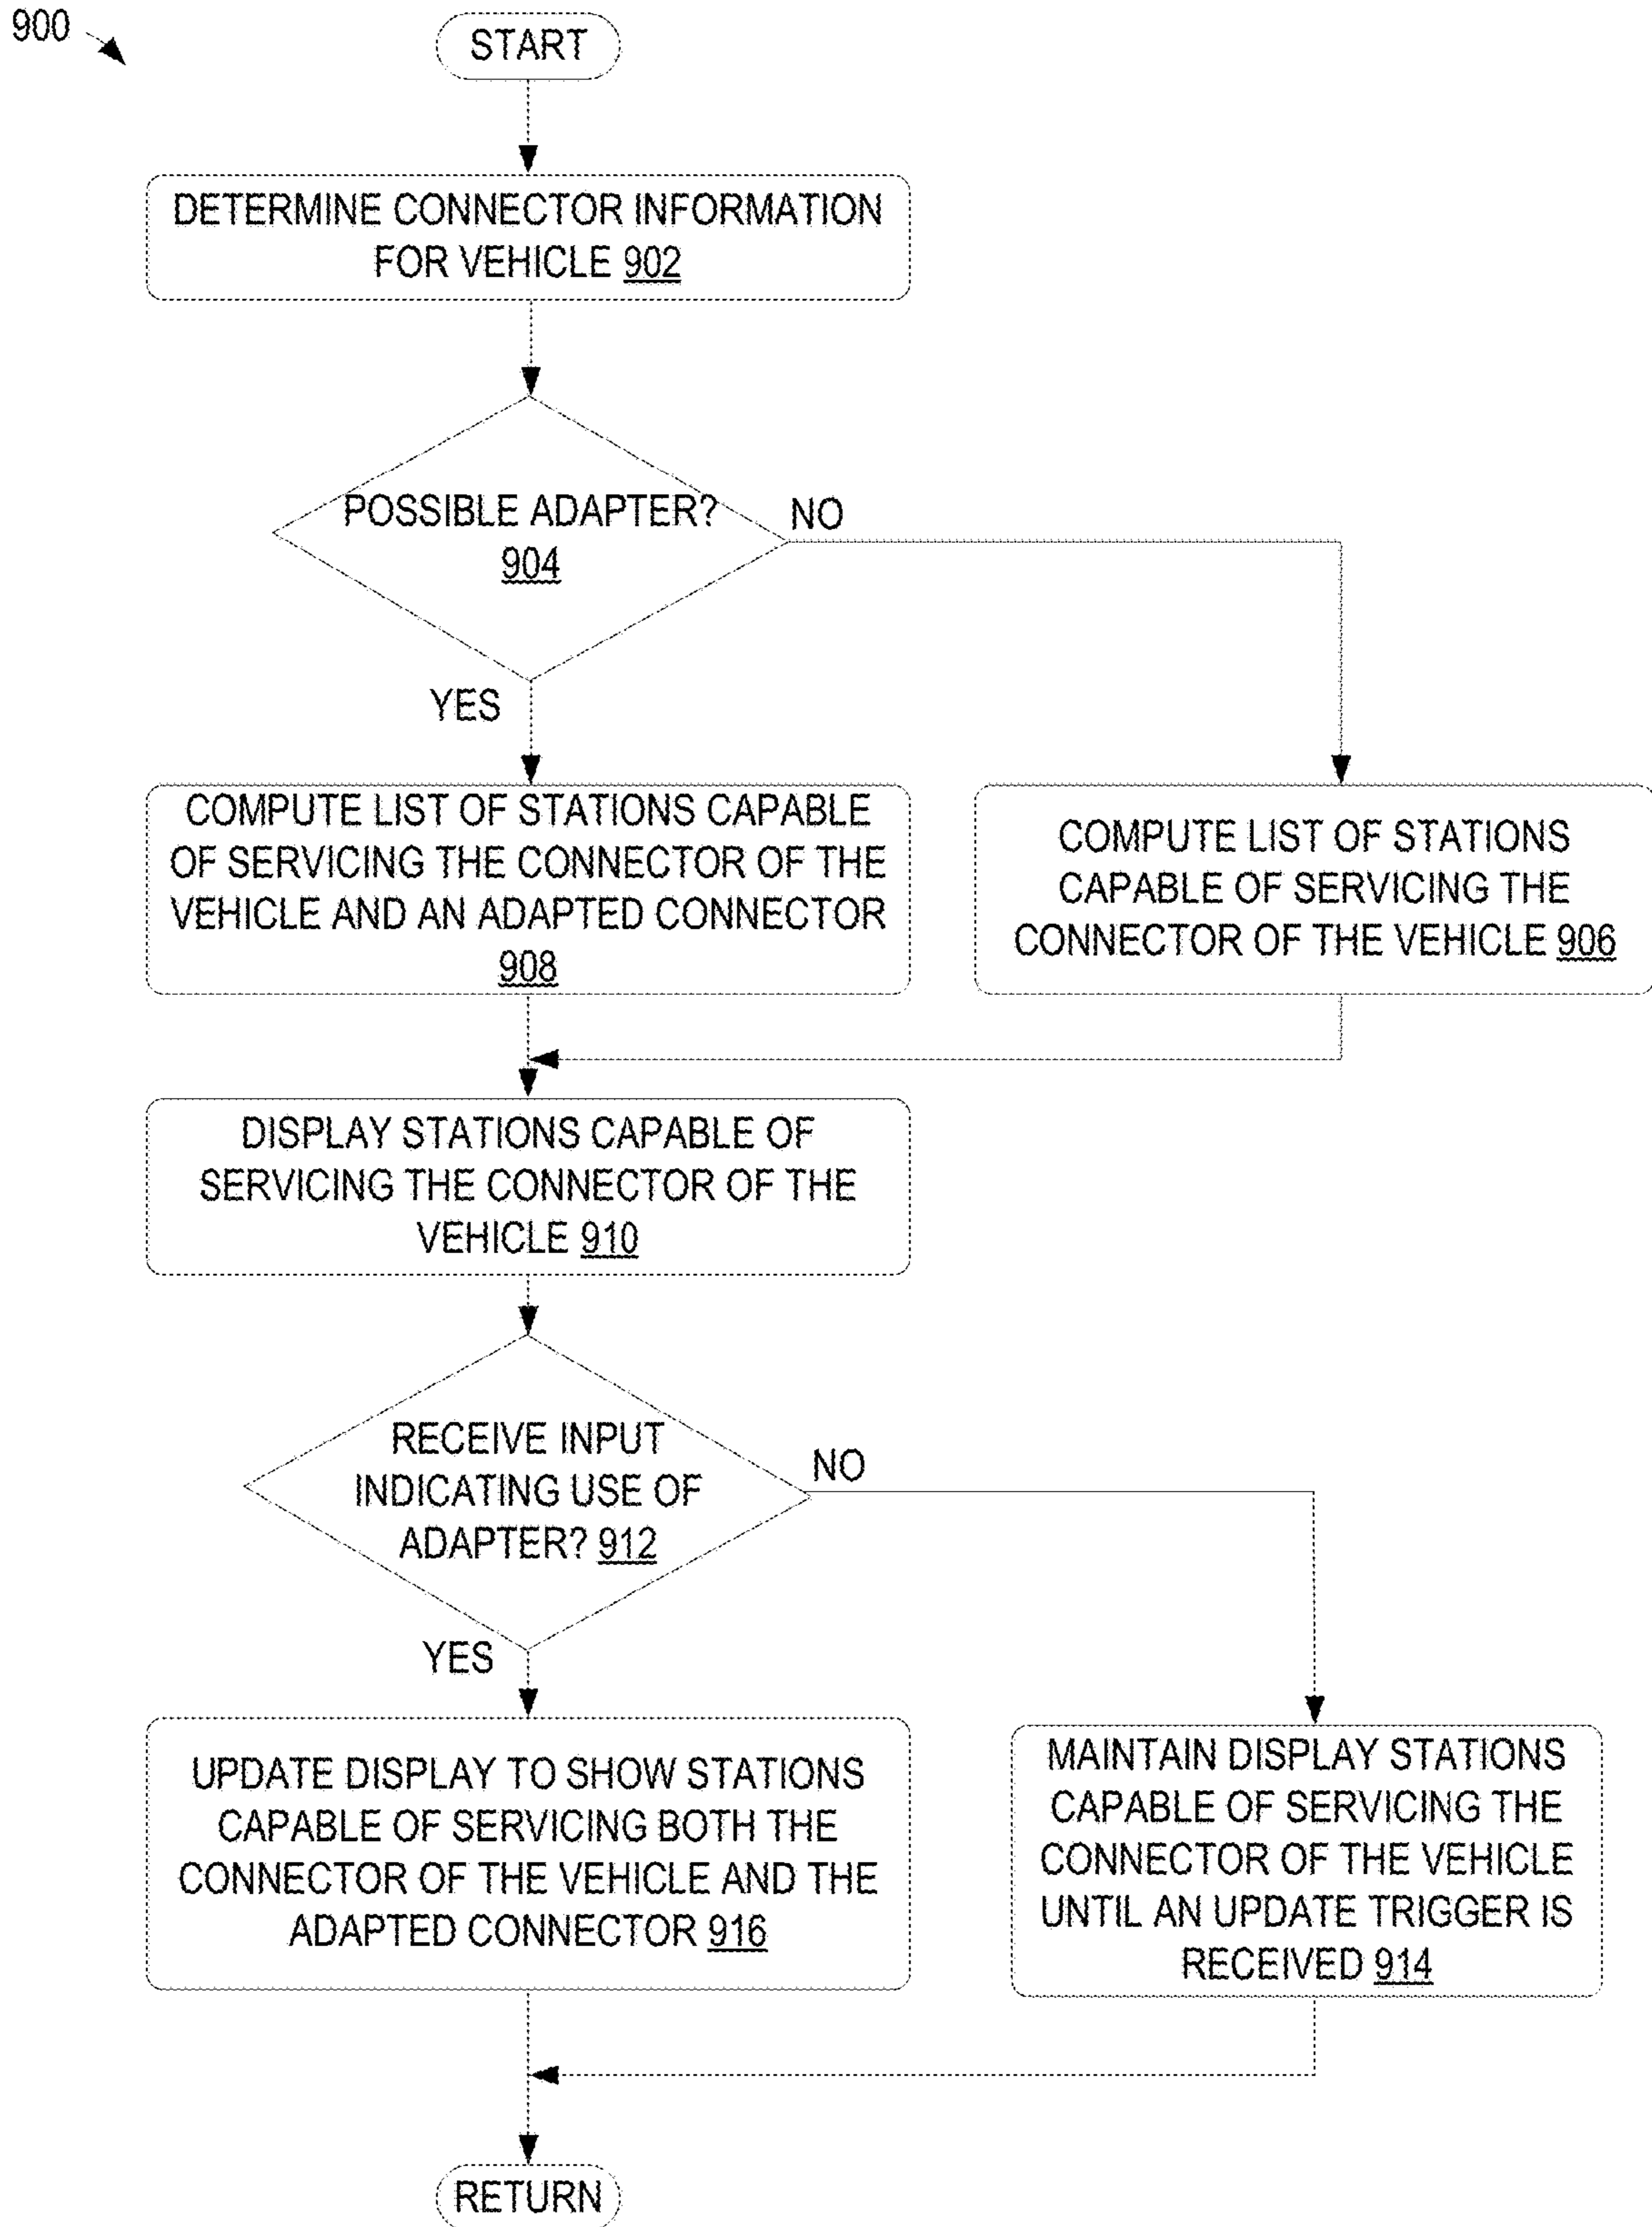 900
START
DETERMINE CONNECTOR INFORMATION
FOR VEHICLE 902
POSSIBLE ADAPTER?
904
NO
YES
COMPUTE LIST OF STATIONS CAPABLE
OF SERVICING THE CONNECTOR OF THE
VEHICLE AND AN ADAPTED CONNECTOR
908
COMPUTE LIST OF STATIONS
CAPABLE OF SERVICING THE
CONNECTOR OF THE VEHICLE 906
DISPLAY STATIONS CAPABLE OF
SERVICING THE CONNECTOR OF THE
VEHICLE 910
RECEIVE INPUT
INDICATING USE OF
ADAPTER? 912
NO
YES
UPDATE DISPLAY TO SHOW STATIONS
CAPABLE OF SERVICING BOTH THE
CONNECTOR OF THE VEHICLE AND THE
ADAPTED CONNECTOR 916
MAINTAIN DISPLAY STATIONS
CAPABLE OF SERVICING THE
CONNECTOR OF THE VEHICLE
UNTIL AN UPDATE TRIGGER IS
RECEIVED 914
RETURN